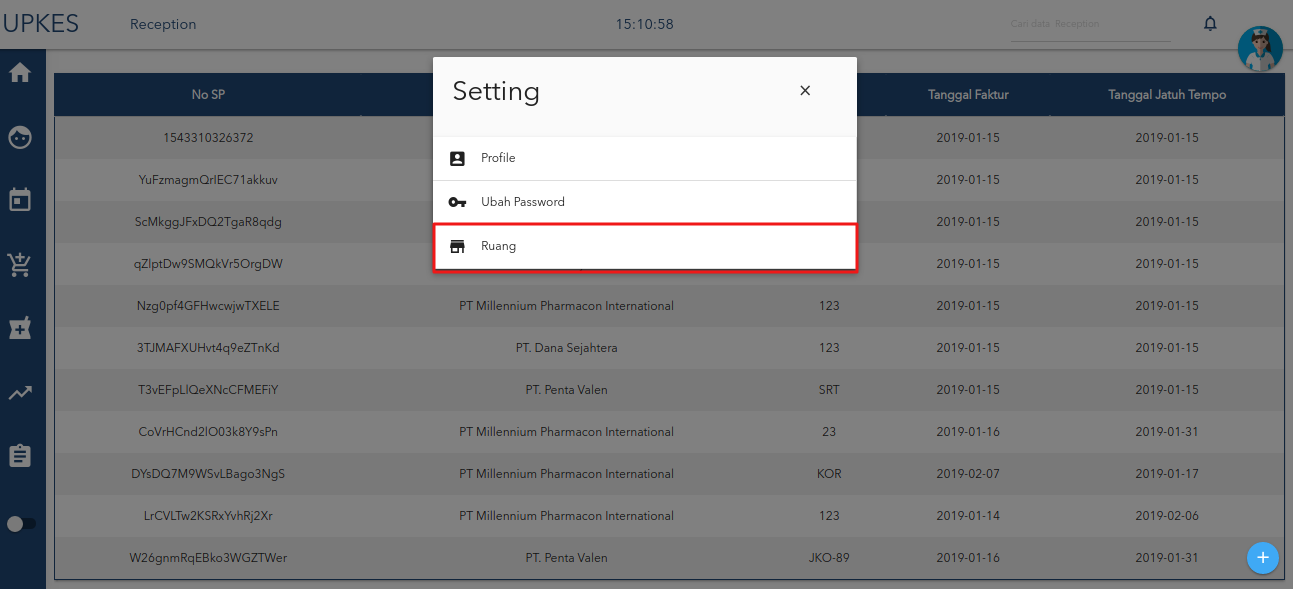 UPKES Reception 15:10:58 Cari data Reception
Setting
Profile
Ubah Password
Ruang
No SP Tanggal Faktur Tanggal Jatuh Tempo
1543310326372 2019-01-15 2019-01-15
YuFzmagmQrIEC71akkuv 2019-01-15 2019-01-15
ScMkggJFxDQ2TgaR8qdg 2019-01-15 2019-01-15
qZlptDw9SMQkVr5OrgDW 2019-01-15 2019-01-15
Nzg0pf4GFHwcwjwTXELE PT Millennium Pharmacon International 123 2019-01-15 2019-01-15
3TJMAFXUHvt4q9eZTnKd PT. Dana Sejahtera 123 2019-01-15 2019-01-15
T3vEFpLlQeXNcCFMEFiY PT. Penta Valen SRT 2019-01-15 2019-01-15
CoVrHCnd2IO03k8Y9sPn PT Millennium Pharmacon International 23 2019-01-16 2019-01-31
DYsDQ7M9WSvLBago3NgS PT Millennium Pharmacon International KOR 2019-02-07 2019-01-17
LrCVLTw2KSRxYvhRj2Xr PT Millennium Pharmacon International 123 2019-01-14 2019-02-06
W26gnmRqEBko3WGZTWer PT. Penta Valen JKO-89 2019-01-16 2019-01-31